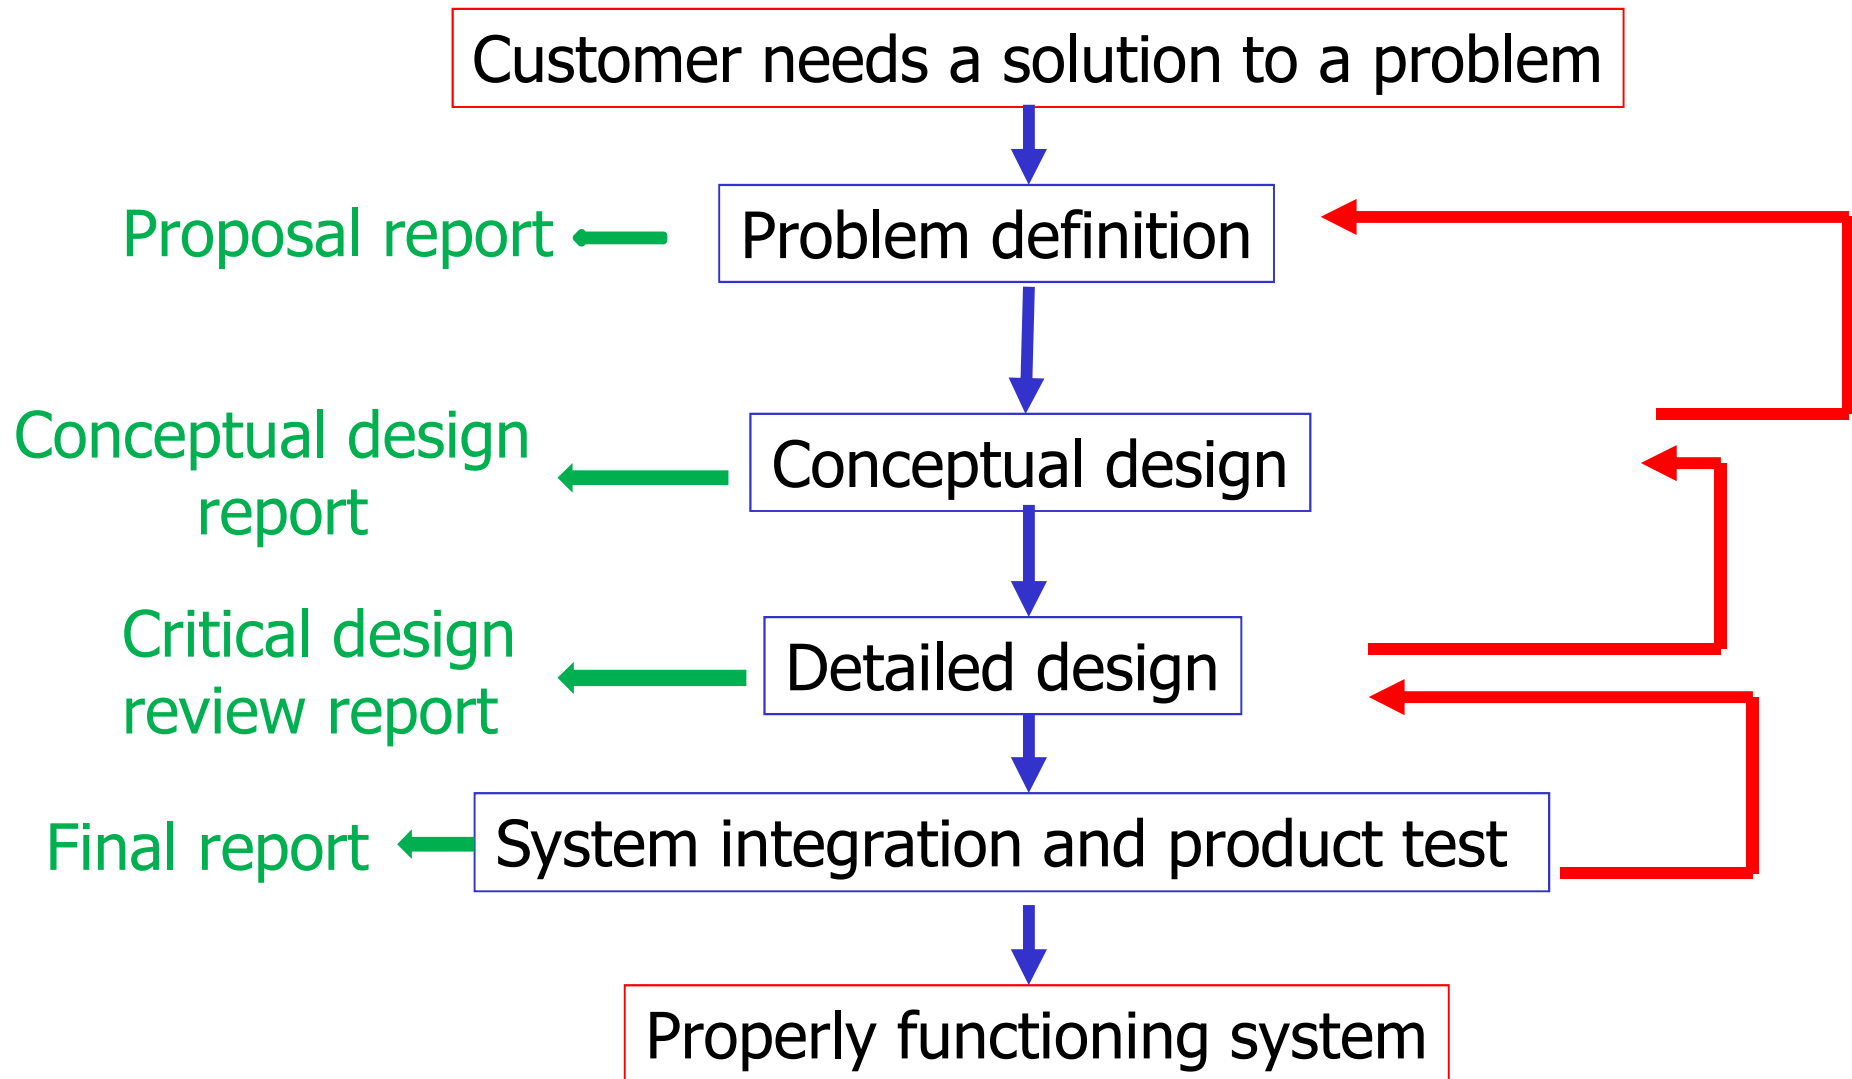 Customer needs a solution to a problem
Proposal report
Problem definition
Conceptual design
report
Conceptual design
Critical design
review report
Detailed design
Final report
System integration and product test
Properly functioning system